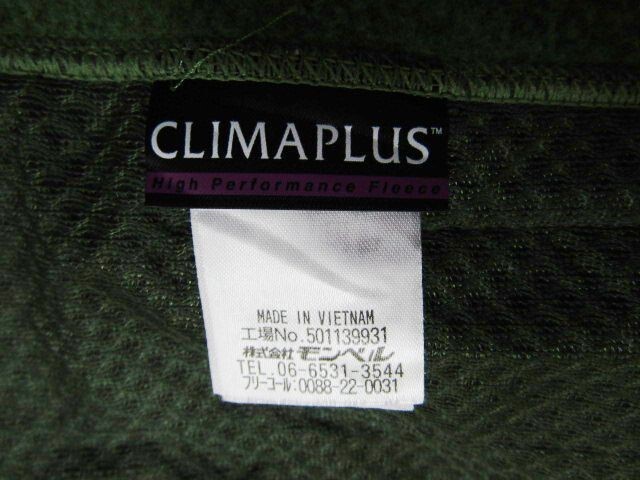 CLIMAPLUS™
High Performance Fleece
MADE IN VIETNAM
工場No.501139931
株式会社 モンベル
TEL.06-6531-3544
フリーコール:0088-22-0031